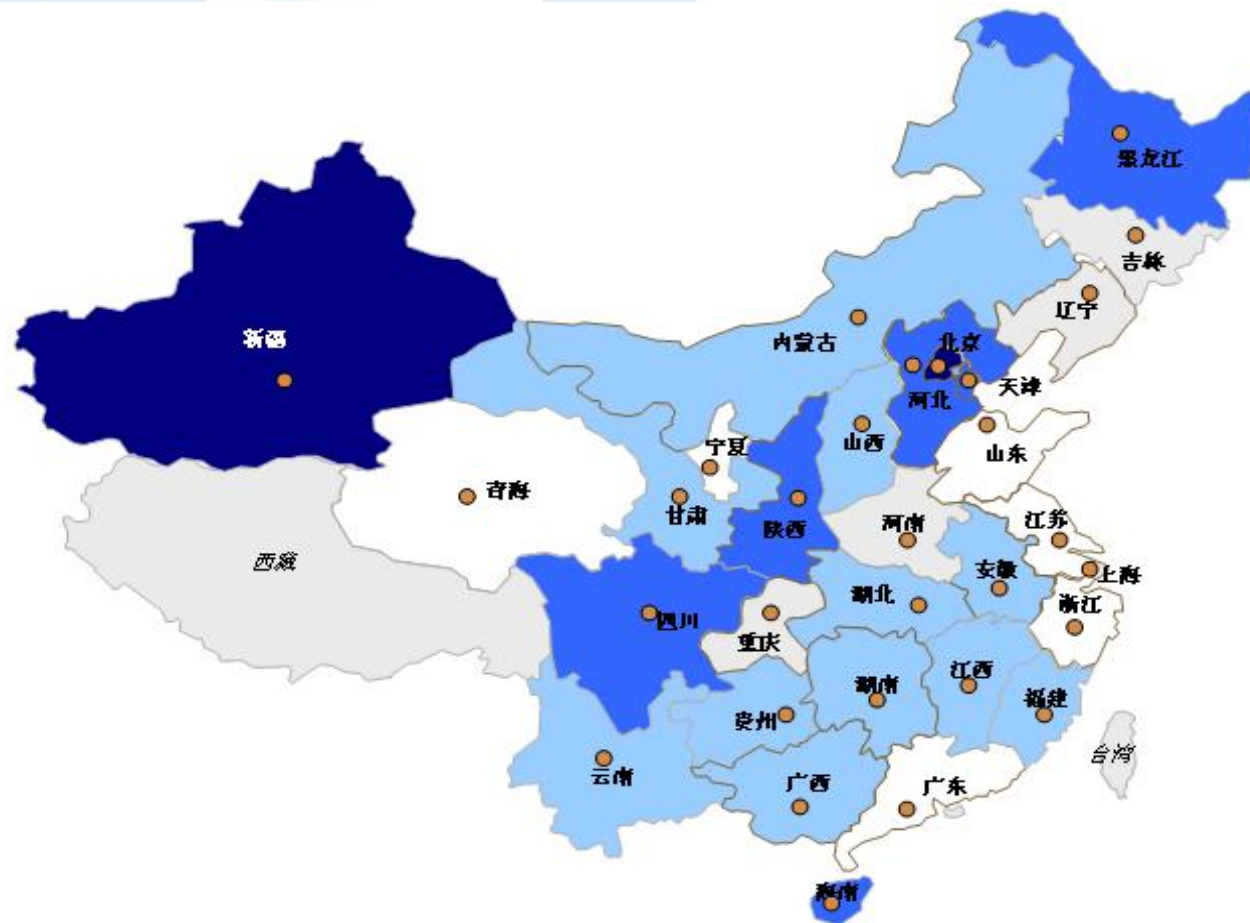 黑龙江
吉林
辽宁
内蒙古
北京
新疆
天津
河北
宁夏
山西
山东
青海
甘肃
陕西
河南
江苏
西藏
安徽
上海
湖北
浙江
四川
重庆
江西
湖南
福建
贵州
台湾
云南
广西
广东
海南